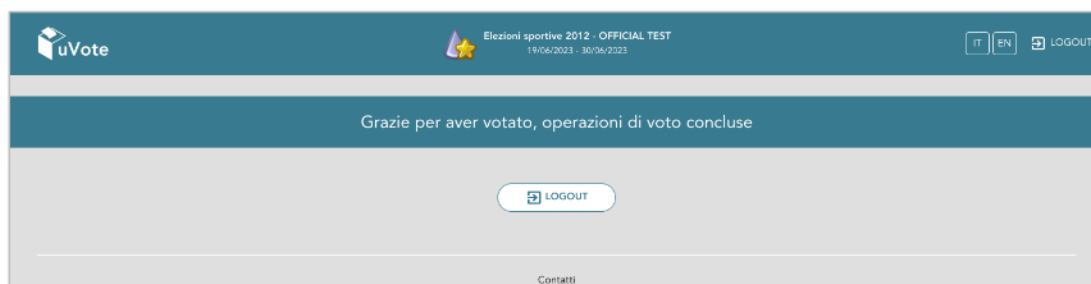 uVote
Elezioni sportive 2012 - OFFICIAL TEST
19/06/2023 - 30/06/2023
IT EN LOGOUT
Grazie per aver votato, operazioni di voto concluse
LOGOUT
Contatti